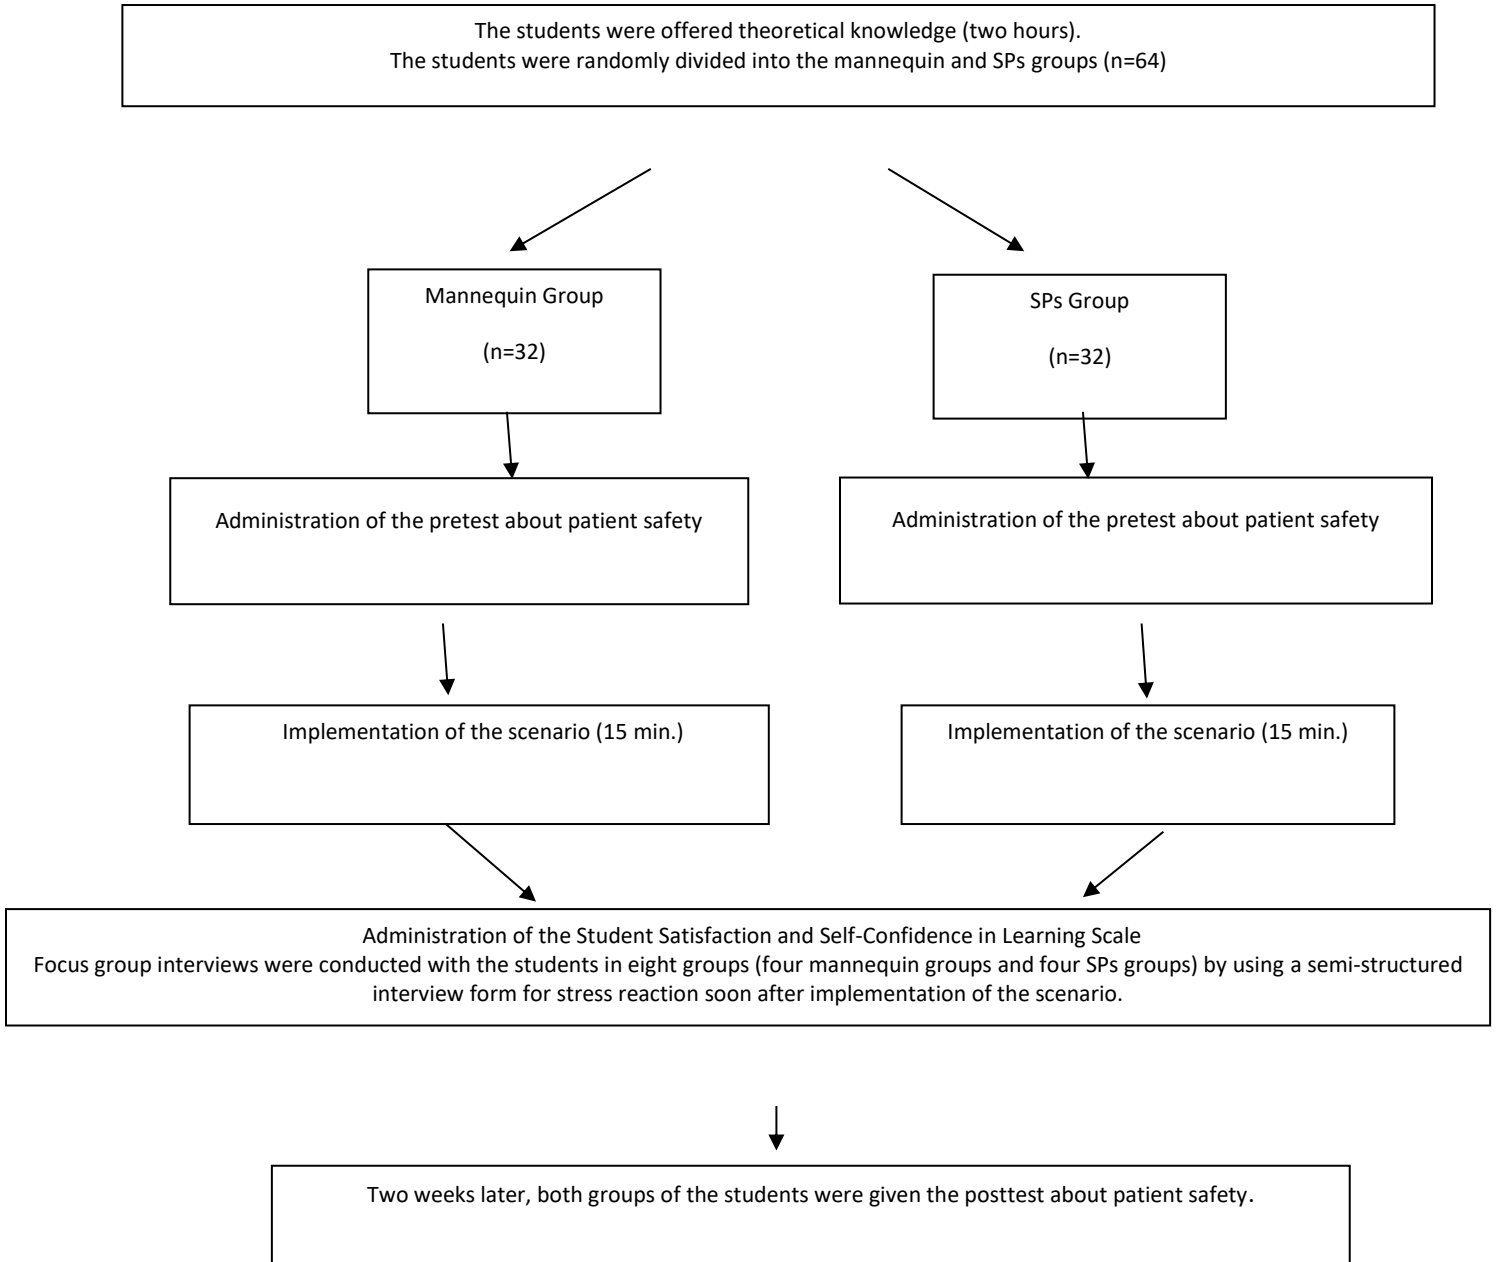 The students were offered theoretical knowledge (two hours).
The students were randomly divided into the mannequin and SPs groups (n=64)
Mannequin Group
(n=32)
SPs Group
(n=32)
Administration of the pretest about patient safety
Administration of the pretest about patient safety
Implementation of the scenario (15 min.)
Implementation of the scenario (15 min.)
Administration of the Student Satisfaction and Self-Confidence in Learning Scale
Focus group interviews were conducted with the students in eight groups (four mannequin groups and four SPs groups) by using a semi-structured
interview form for stress reaction soon after implementation of the scenario.
Two weeks later, both groups of the students were given the posttest about patient safety.